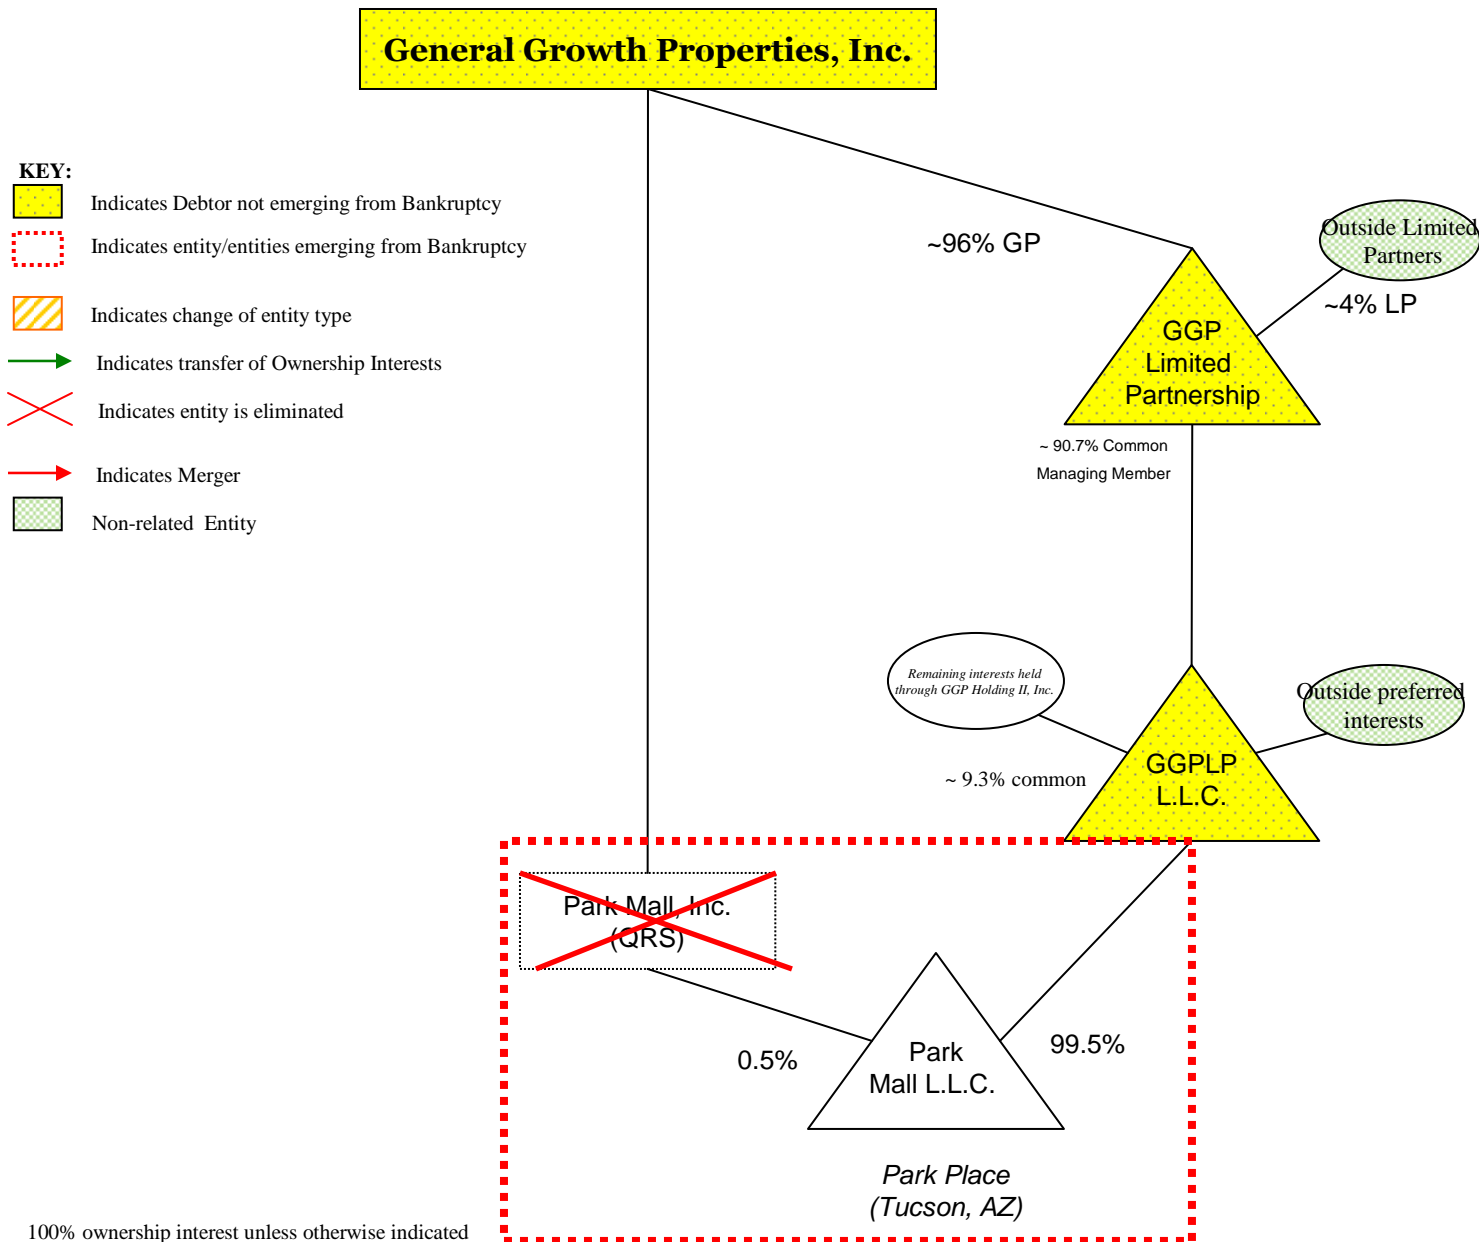 General Growth Properties, Inc.
KEY:
Indicates Debtor not emerging from Bankruptcy
Indicates entity/entities emerging from Bankruptcy
Indicates change of entity type
Indicates transfer of Ownership Interests
Indicates entity is eliminated
Indicates Merger
Non-related Entity
~96% GP
Outside Limited
Partners
~4% LP
GGP
Limited
Partnership
~ 90.7% Common
Managing Member
Remaining interests held
through GGP Holding II, Inc.
Outside preferred
interests
~ 9.3% common
GGPLP
L.L.C.
Park Mall, Inc.
(QRS)
0.5%
Park
Mall L.L.C.
99.5%
Park Place
(Tucson, AZ)
100% ownership interest unless otherwise indicated